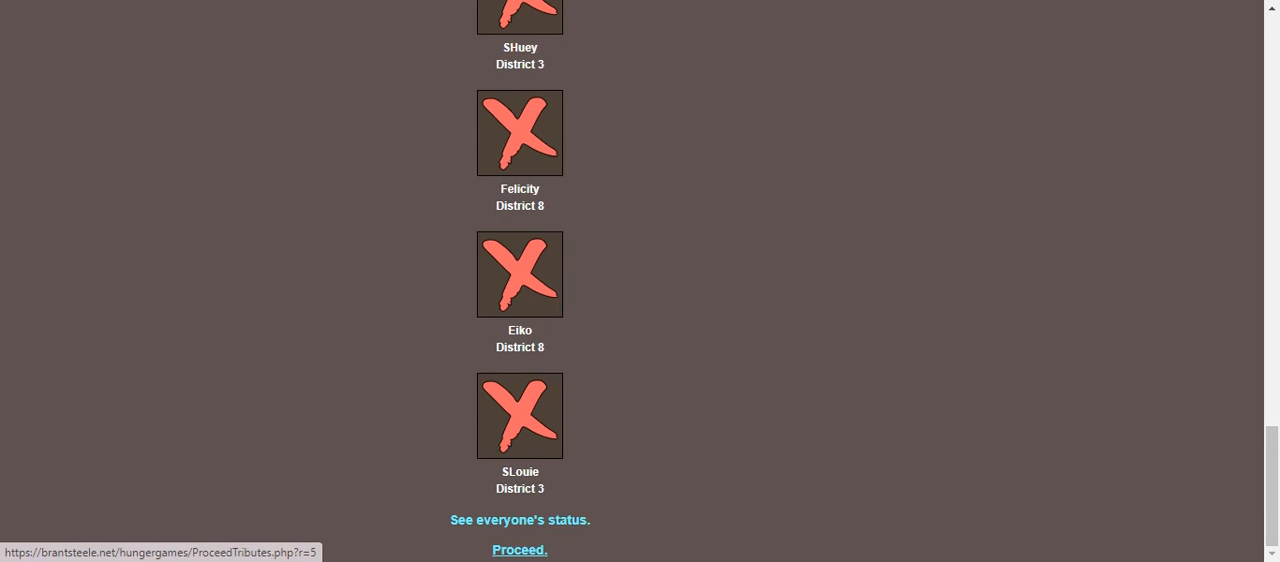 SHuey
District 3
Felicity
District 8
Eiko
District 8
SLouie
District 3
See everyone's status.
Proceed.
https://brantsteele.net/hungergames/ProceedTributes.php?r=5